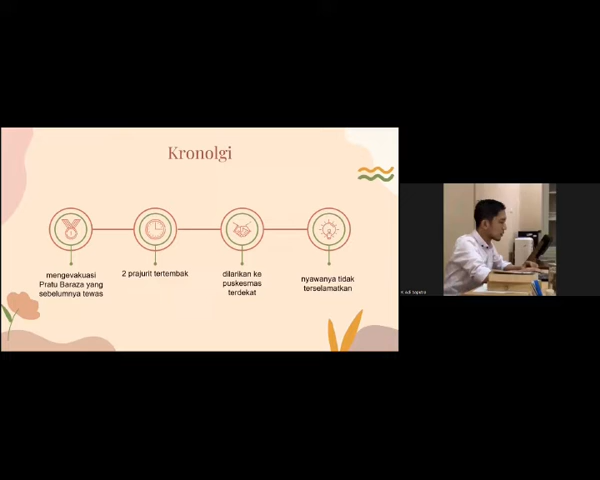 Kronolgi
mengevakuasi
Pratu Baraza yang
sebelumnya tewas
2 prajurit tertembak
dilarikan ke
puskesmas
terdekat
nyawanya tidak
terselamatkan